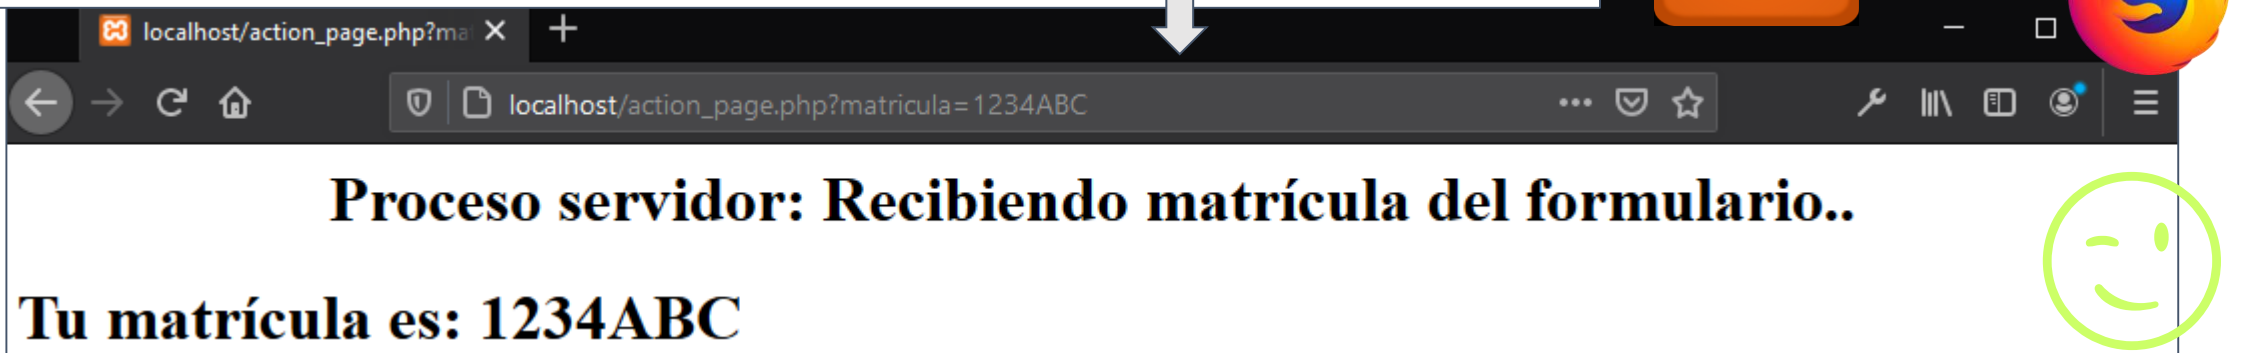 localhost/action_page.php?ma
localhost/action_page.php?matricula=1234ABC
Proceso servidor: Recibiendo matrícula del formulario..
Tu matrícula es: 1234ABC